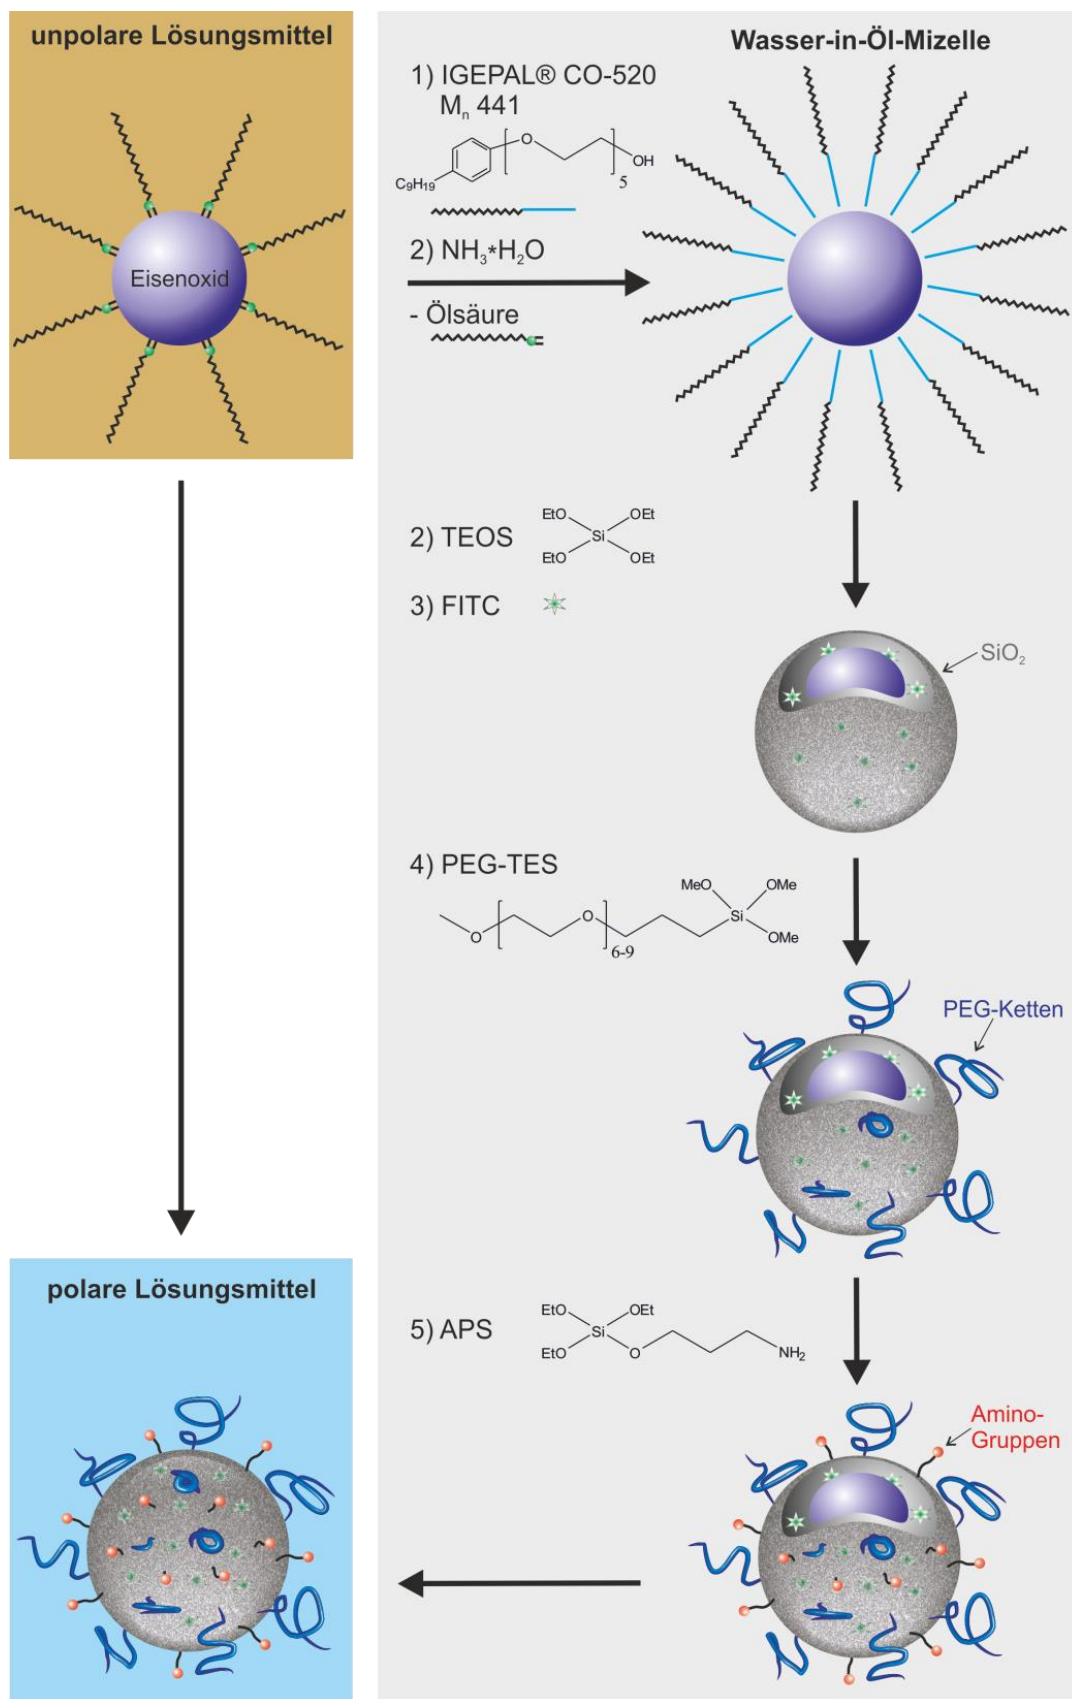 unpolare Lösungsmittel
Eisenoxid
Wasser-in-Öl-Mizelle
1) IGEPAL® CO-520
Mn 441
C9H19
O
OH
5
2) NH3*H2O
- Ölsäure
2) TEOS
EtO
OEt
Si
EtO
OEt
3) FITC
SiO2
4) PEG-TES
MeO
OMe
Si
O
O
OMe
6-9
PEG-Ketten
polare Lösungsmittel
5) APS
EtO
OEt
Si
EtO
O
NH2
Amino-
Gruppen